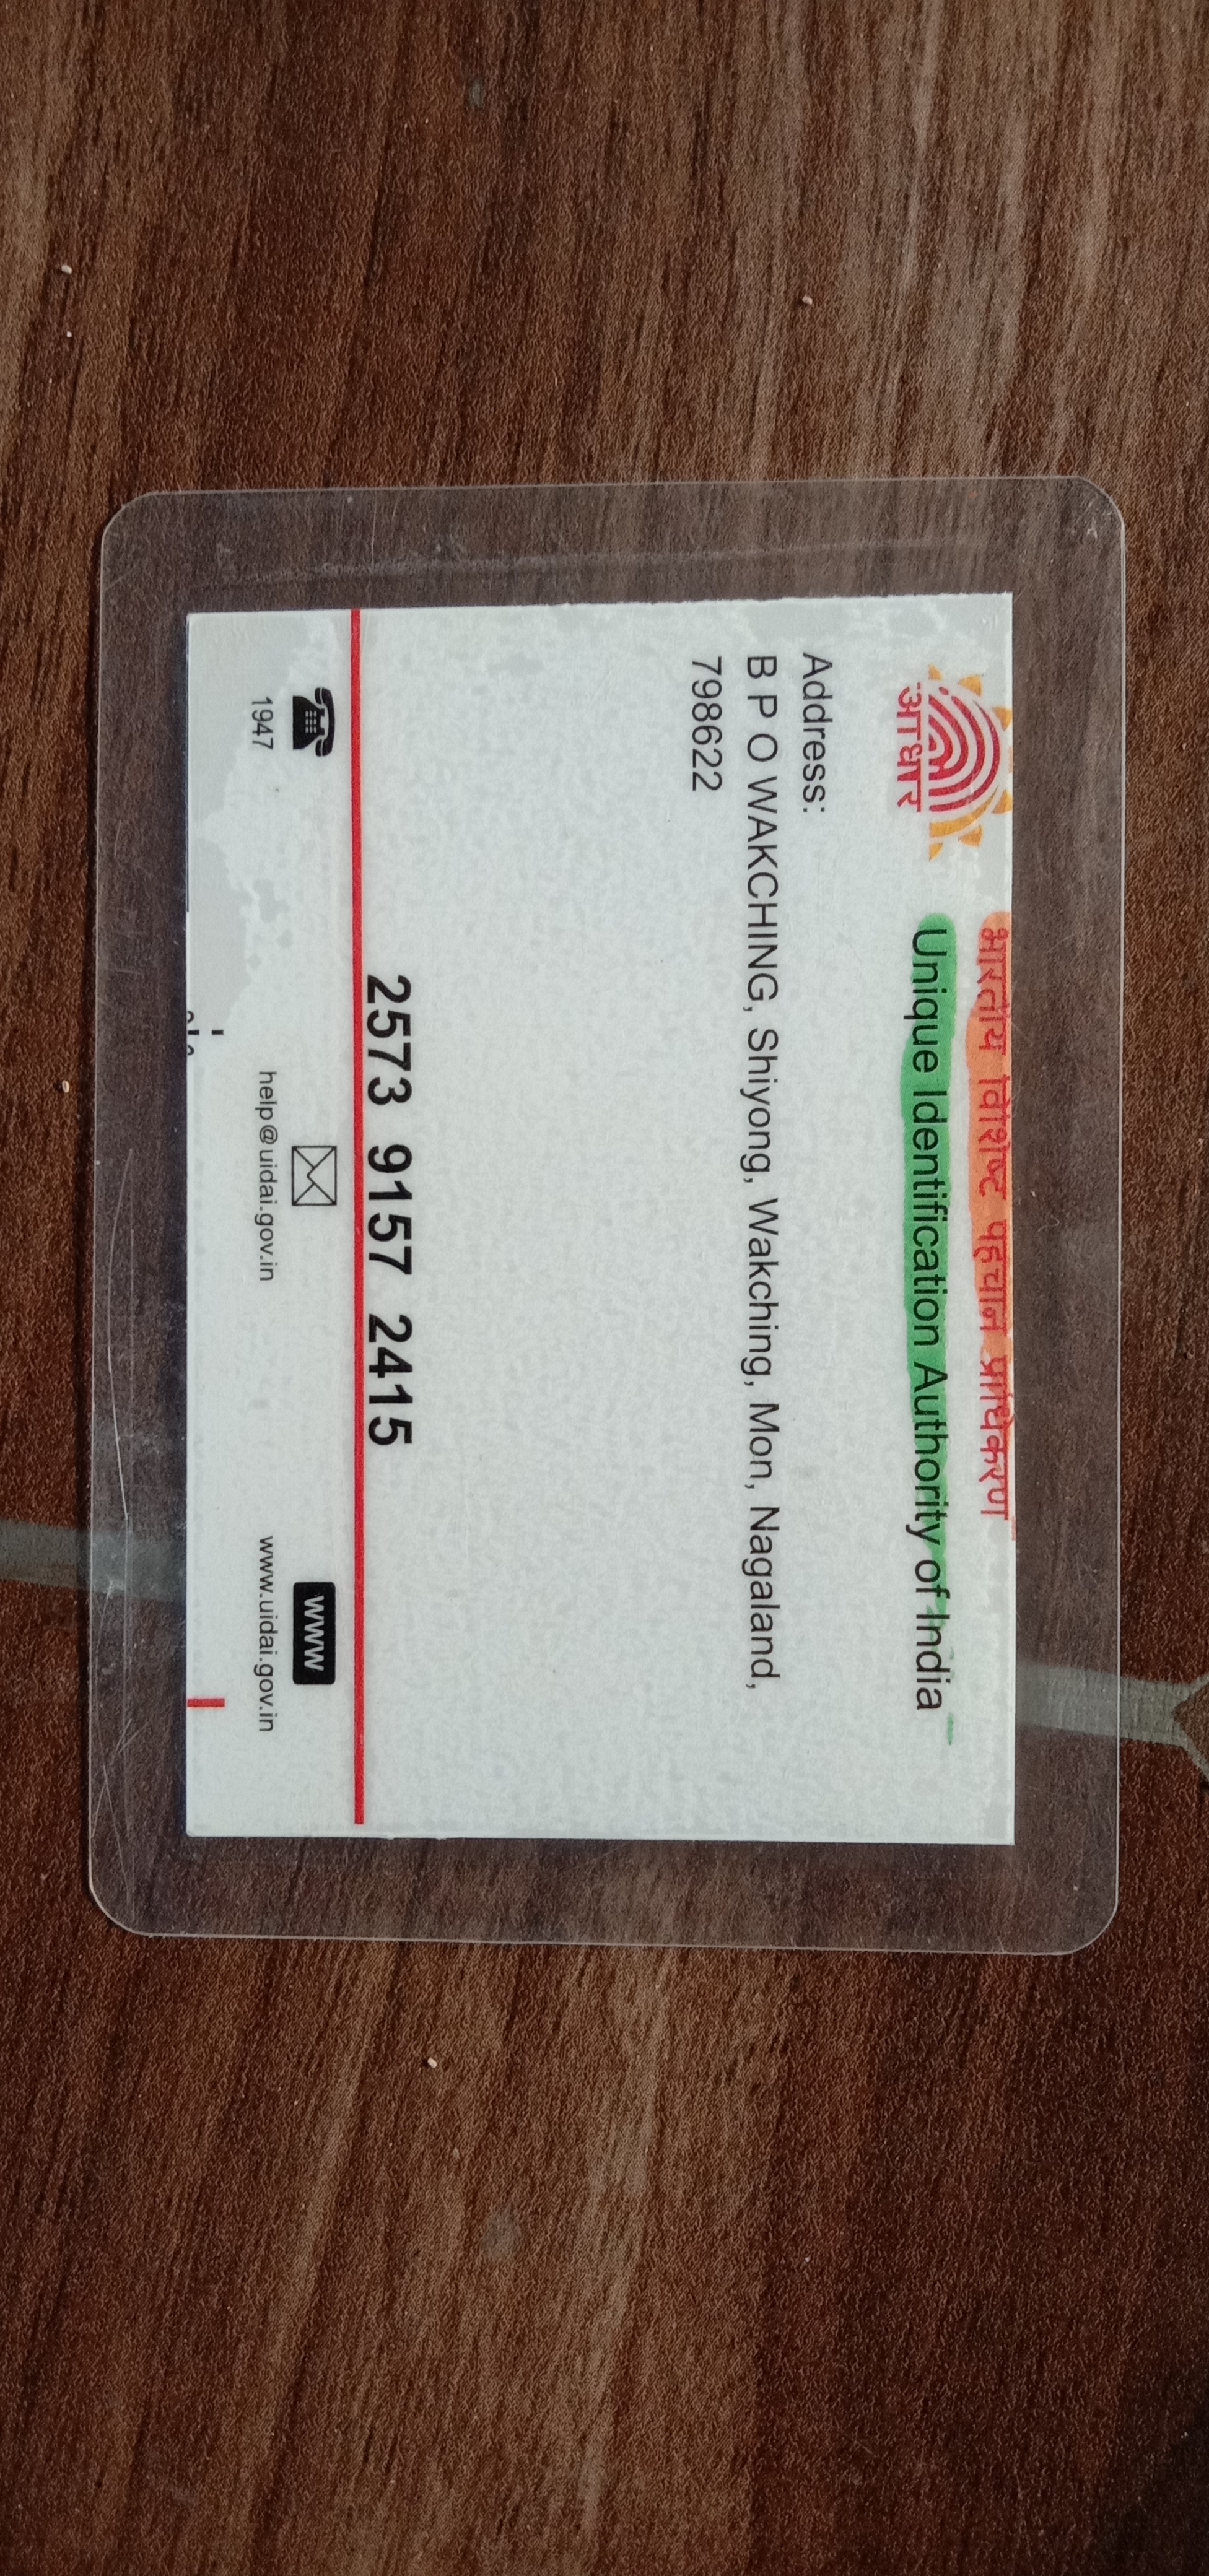 आधार
भारतीय विशिष्ट पहचान प्राधिकरण
Unique Identification Authority of India
Address:
B P O WAKCHING, Shiyong, Wakching, Mon, Nagaland,
798622
2573 9157 2415
1947
help@uidai.gov.in
www
www.uidai.gov.in